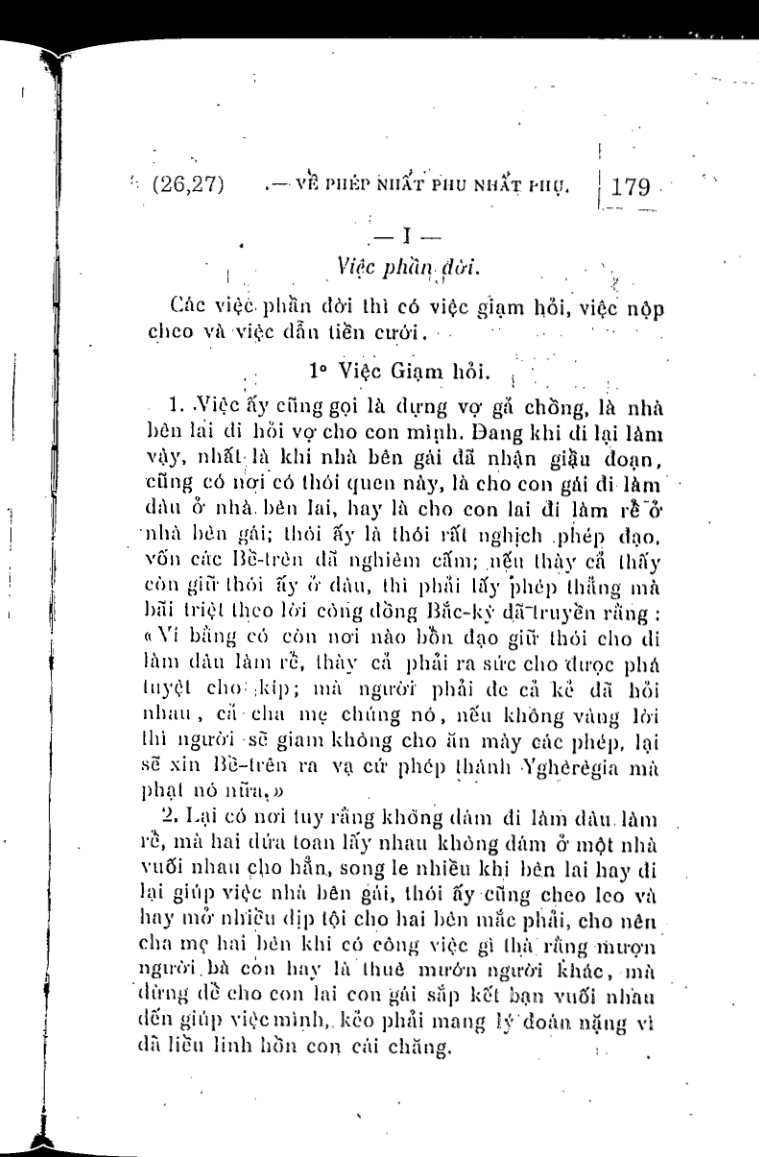 (26,27) — VỀ PHÉP NHẤT PHU NHẤT PHỤ. 179
— I —
Việc phần đời.
Các việc phần đời thì có việc giạm hỏi, việc nộp
cheo và việc dẫn tiền cưới.
1º Việc Giạm hỏi.
1. Việc ấy cũng gọi là dựng vợ gả chồng, là nhà
bên lai đi hỏi vợ cho con mình. Đang khi đi lại làm
vậy, nhất là khi nhà bên gái đã nhận giầu đoạn,
cũng có nơi có thói quen này, là cho con gái đi làm
dâu ở nhà bên lai, hay là cho con lai đi làm rể ở
nhà bên gái; thói ấy là thói rất nghịch phép đạo,
vốn các Bề-trên đã nghiêm cấm; nếu thày cả thấy
còn giữ thói ấy ở đâu, thì phải lấy phép thẳng mà
bãi triệt theo lời công đồng Bắc-kỳ đã truyền rằng :
« Ví bằng có còn nơi nào bổn đạo giữ thói cho đi
làm dâu làm rể, thày cả phải ra sức cho được phá
tuyệt cho kíp; mà người phải đe cả kẻ đã hỏi
nhau, cả cha mẹ chúng nó, nếu không vâng lời
thì người sẽ giam không cho ăn mày các phép, lại
sẽ xin Bề-trên ra vạ cứ phép thánh Yghêrêgia mà
phạt nó nữa.»
2. Lại có nơi tuy rằng không dám đi làm dâu làm
rể, mà hai đứa toan lấy nhau không dám ở một nhà
vuối nhau cho hẳn, song le nhiều khi bên lai hay đi
lại giúp việc nhà bên gái, thói ấy cũng cheo leo và
hay mở nhiều dịp tội cho hai bên mắc phải, cho nên
cha mẹ hai bên khi có công việc gì thà rằng mượn
người bà con hay là thuê mướn người khác, mà
đừng để cho con lai con gái sắp kết bạn vuối nhau
đến giúp việc mình, kẻo phải mang lý đoán nặng vì
đã liều linh hồn con cái chăng.